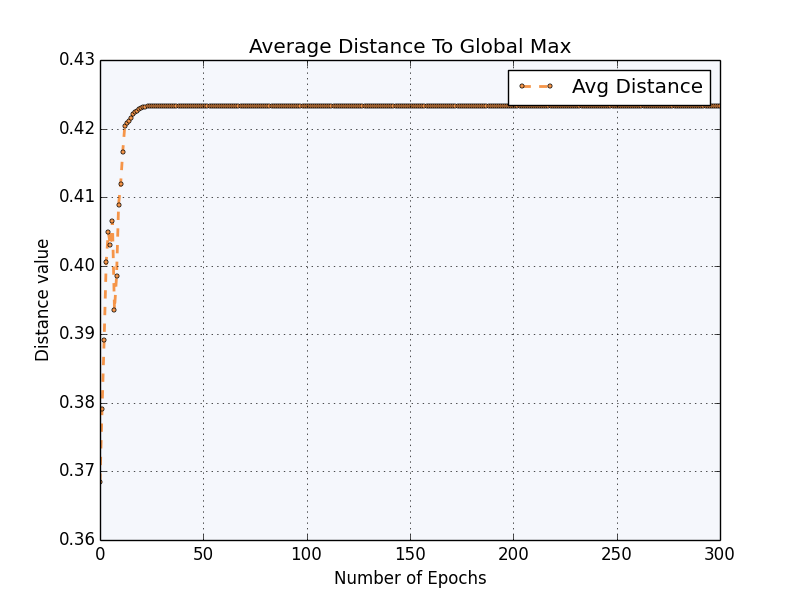 Average Distance To Global Max
Avg Distance
Distance value
0.43
0.42
0.41
0.40
0.39
0.38
0.37
0.36
0 50 100 150 200 250 300
Number of Epochs